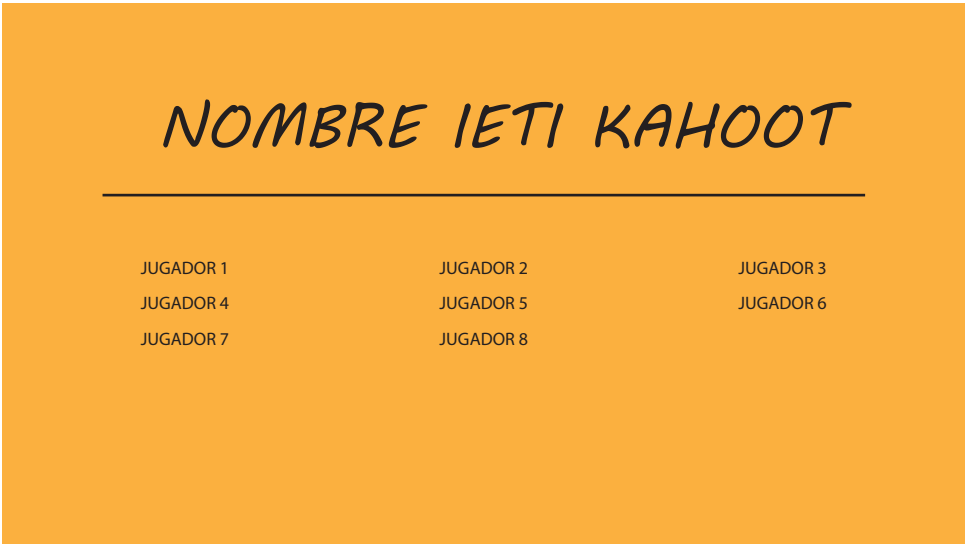 NOMBRE IETI KAHOOT
JUGADOR 1 JUGADOR 2 JUGADOR 3
JUGADOR 4 JUGADOR 5 JUGADOR 6
JUGADOR 7 JUGADOR 8